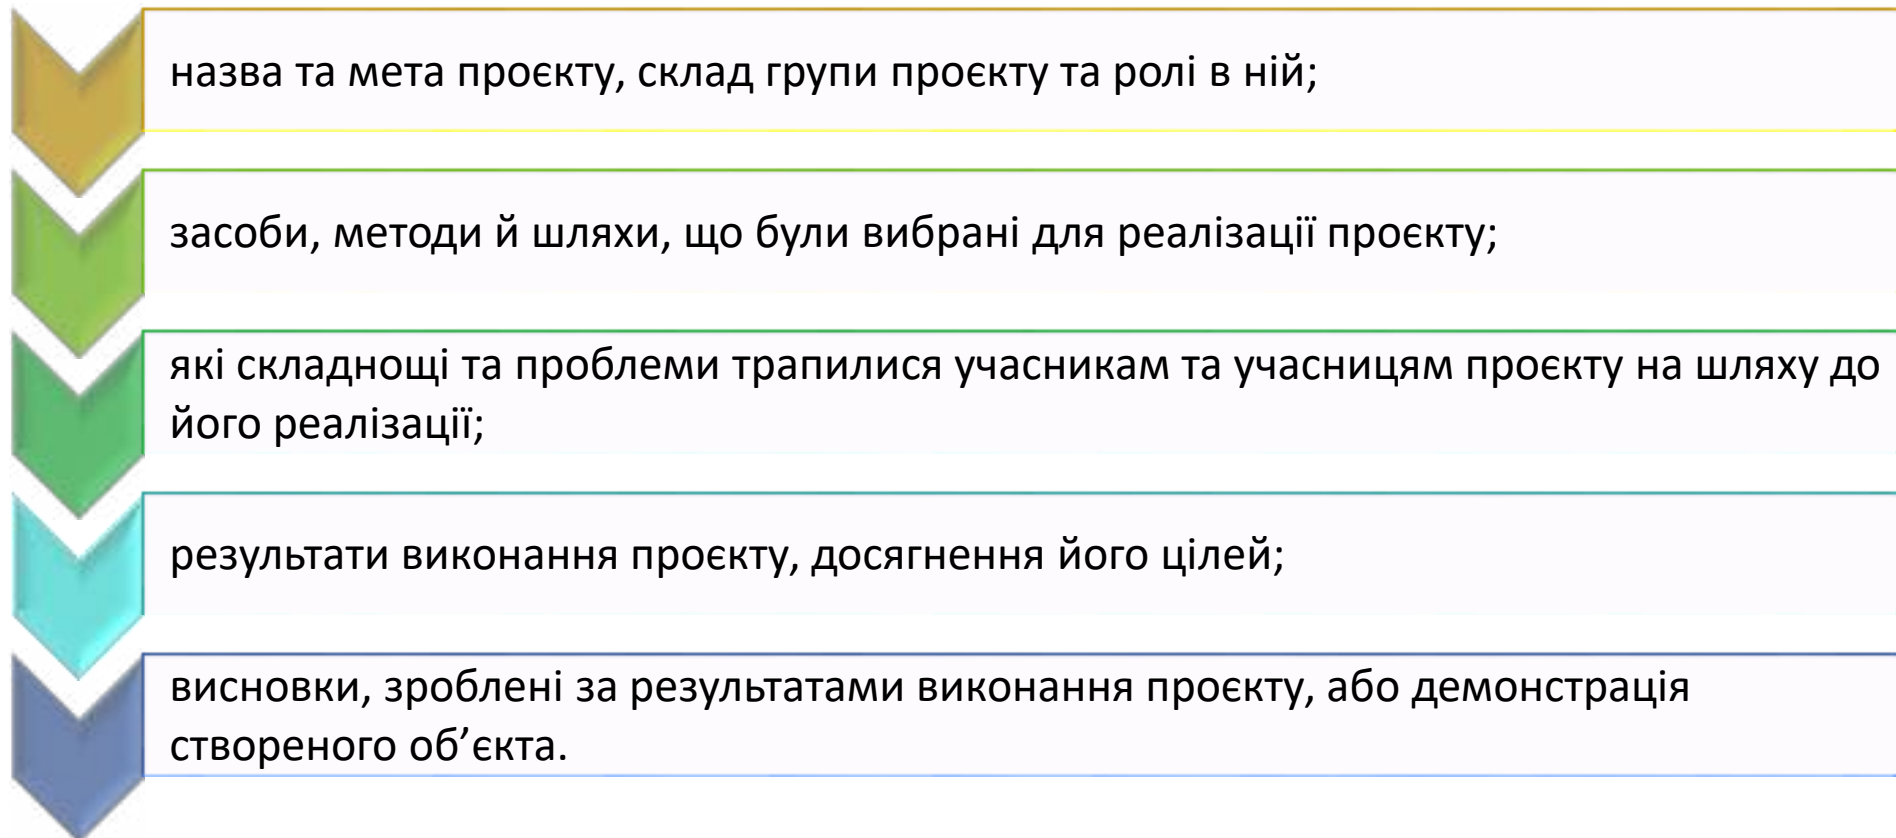 назва та мета проєкту, склад групи проєкту та ролі в ній;
засоби, методи й шляхи, що були вибрані для реалізації проєкту;
які складнощі та проблеми трапилися учасникам та учасницям проєкту на шляху до
його реалізації;
результати виконання проєкту, досягнення його цілей;
висновки, зроблені за результатами виконання проєкту, або демонстрація
створеного об’єкта.